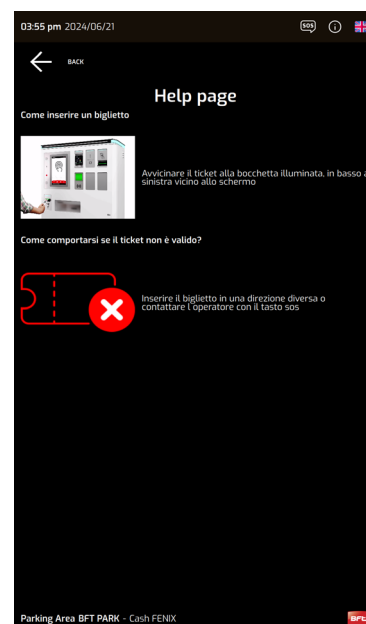 03:55 pm 2024/06/21
SOS
BACK
Help page
Come inserire un biglietto
Avvicinare il ticket alla bocchetta illuminata, in basso a
sinistra vicino allo schermo
Come comportarsi se il ticket non è valido?
Inserire il biglietto in una direzione diversa o
contattare l'operatore con il tasto sos
Parking Area BFT PARK - Cash FENIX
BFT